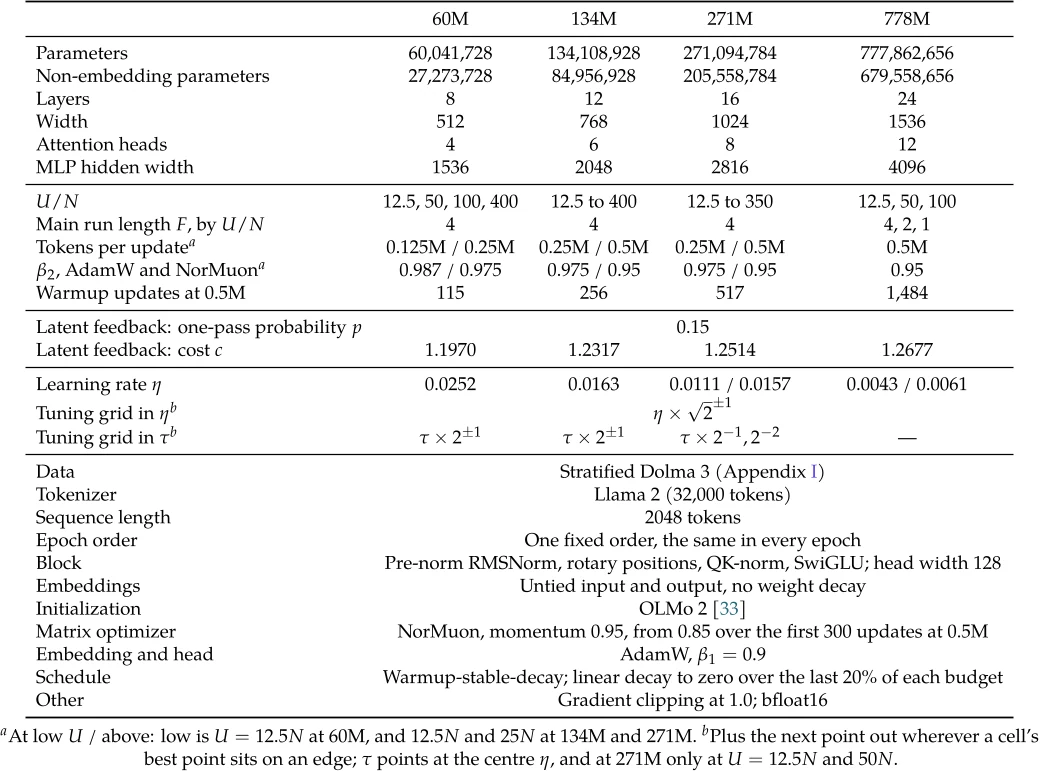 60M 134M 271M 778M
Parameters 60,041,728 134,108,928 271,094,784 777,862,656
Non-embedding parameters 27,273,728 84,956,928 205,558,784 679,558,656
Layers 8 12 16 24
Width 512 768 1024 1536
Attention heads 4 6 8 12
MLP hidden width 1536 2048 2816 4096
U/N 12.5, 50, 100, 400 12.5 to 400 12.5 to 350 12.5, 50, 100
Main run length F, by U/N 4 4 4 4, 2, 1
Tokens per updateᵃ 0.125M / 0.25M 0.25M / 0.5M 0.25M / 0.5M 0.5M
β₂, AdamW and NorMuonᵃ 0.987 / 0.975 0.975 / 0.95 0.975 / 0.95 0.95
Warmup updates at 0.5M 115 256 517 1,484
Latent feedback: one-pass probability p 0.15
Latent feedback: cost c 1.1970 1.2317 1.2514 1.2677
Learning rate η 0.0252 0.0163 0.0111 / 0.0157 0.0043 / 0.0061
Tuning grid in ηᵇ η × √2^±1
Tuning grid in τᵇ τ × 2^±1 τ × 2^±1 τ × 2⁻¹, 2⁻² —
Data Stratified Dolma 3 (Appendix I)
Tokenizer Llama 2 (32,000 tokens)
Sequence length 2048 tokens
Epoch order One fixed order, the same in every epoch
Block Pre-norm RMSNorm, rotary positions, QK-norm, SwiGLU; head width 128
Embeddings Untied input and output, no weight decay
Initialization OLMo 2 [33]
Matrix optimizer NorMuon, momentum 0.95, from 0.85 over the first 300 updates at 0.5M
Embedding and head AdamW, β₁ = 0.9
Schedule Warmup-stable-decay; linear decay to zero over the last 20% of each budget
Other Gradient clipping at 1.0; bfloat16
ᵃAt low U / above: low is U = 12.5N at 60M, and 12.5N and 25N at 134M and 271M. ᵇPlus the next point out wherever a cell's
best point sits on an edge; τ points at the centre η, and at 271M only at U = 12.5N and 50N.